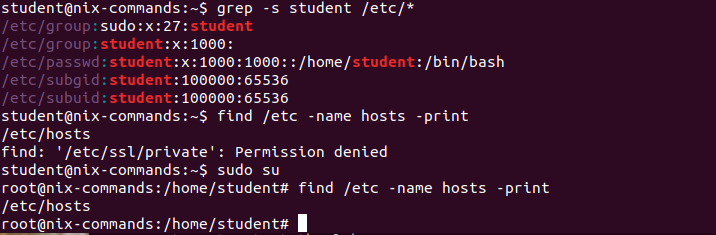 student@nix-commands:~$ grep -s student /etc/*
/etc/group:sudo:x:27:student
/etc/group:student:x:1000:
/etc/passwd:student:x:1000:1000::/home/student:/bin/bash
/etc/subgid:student:100000:65536
/etc/subuid:student:100000:65536
student@nix-commands:~$ find /etc -name hosts -print
/etc/hosts
find: '/etc/ssl/private': Permission denied
student@nix-commands:~$ sudo su
root@nix-commands:/home/student# find /etc -name hosts -print
/etc/hosts
root@nix-commands:/home/student#